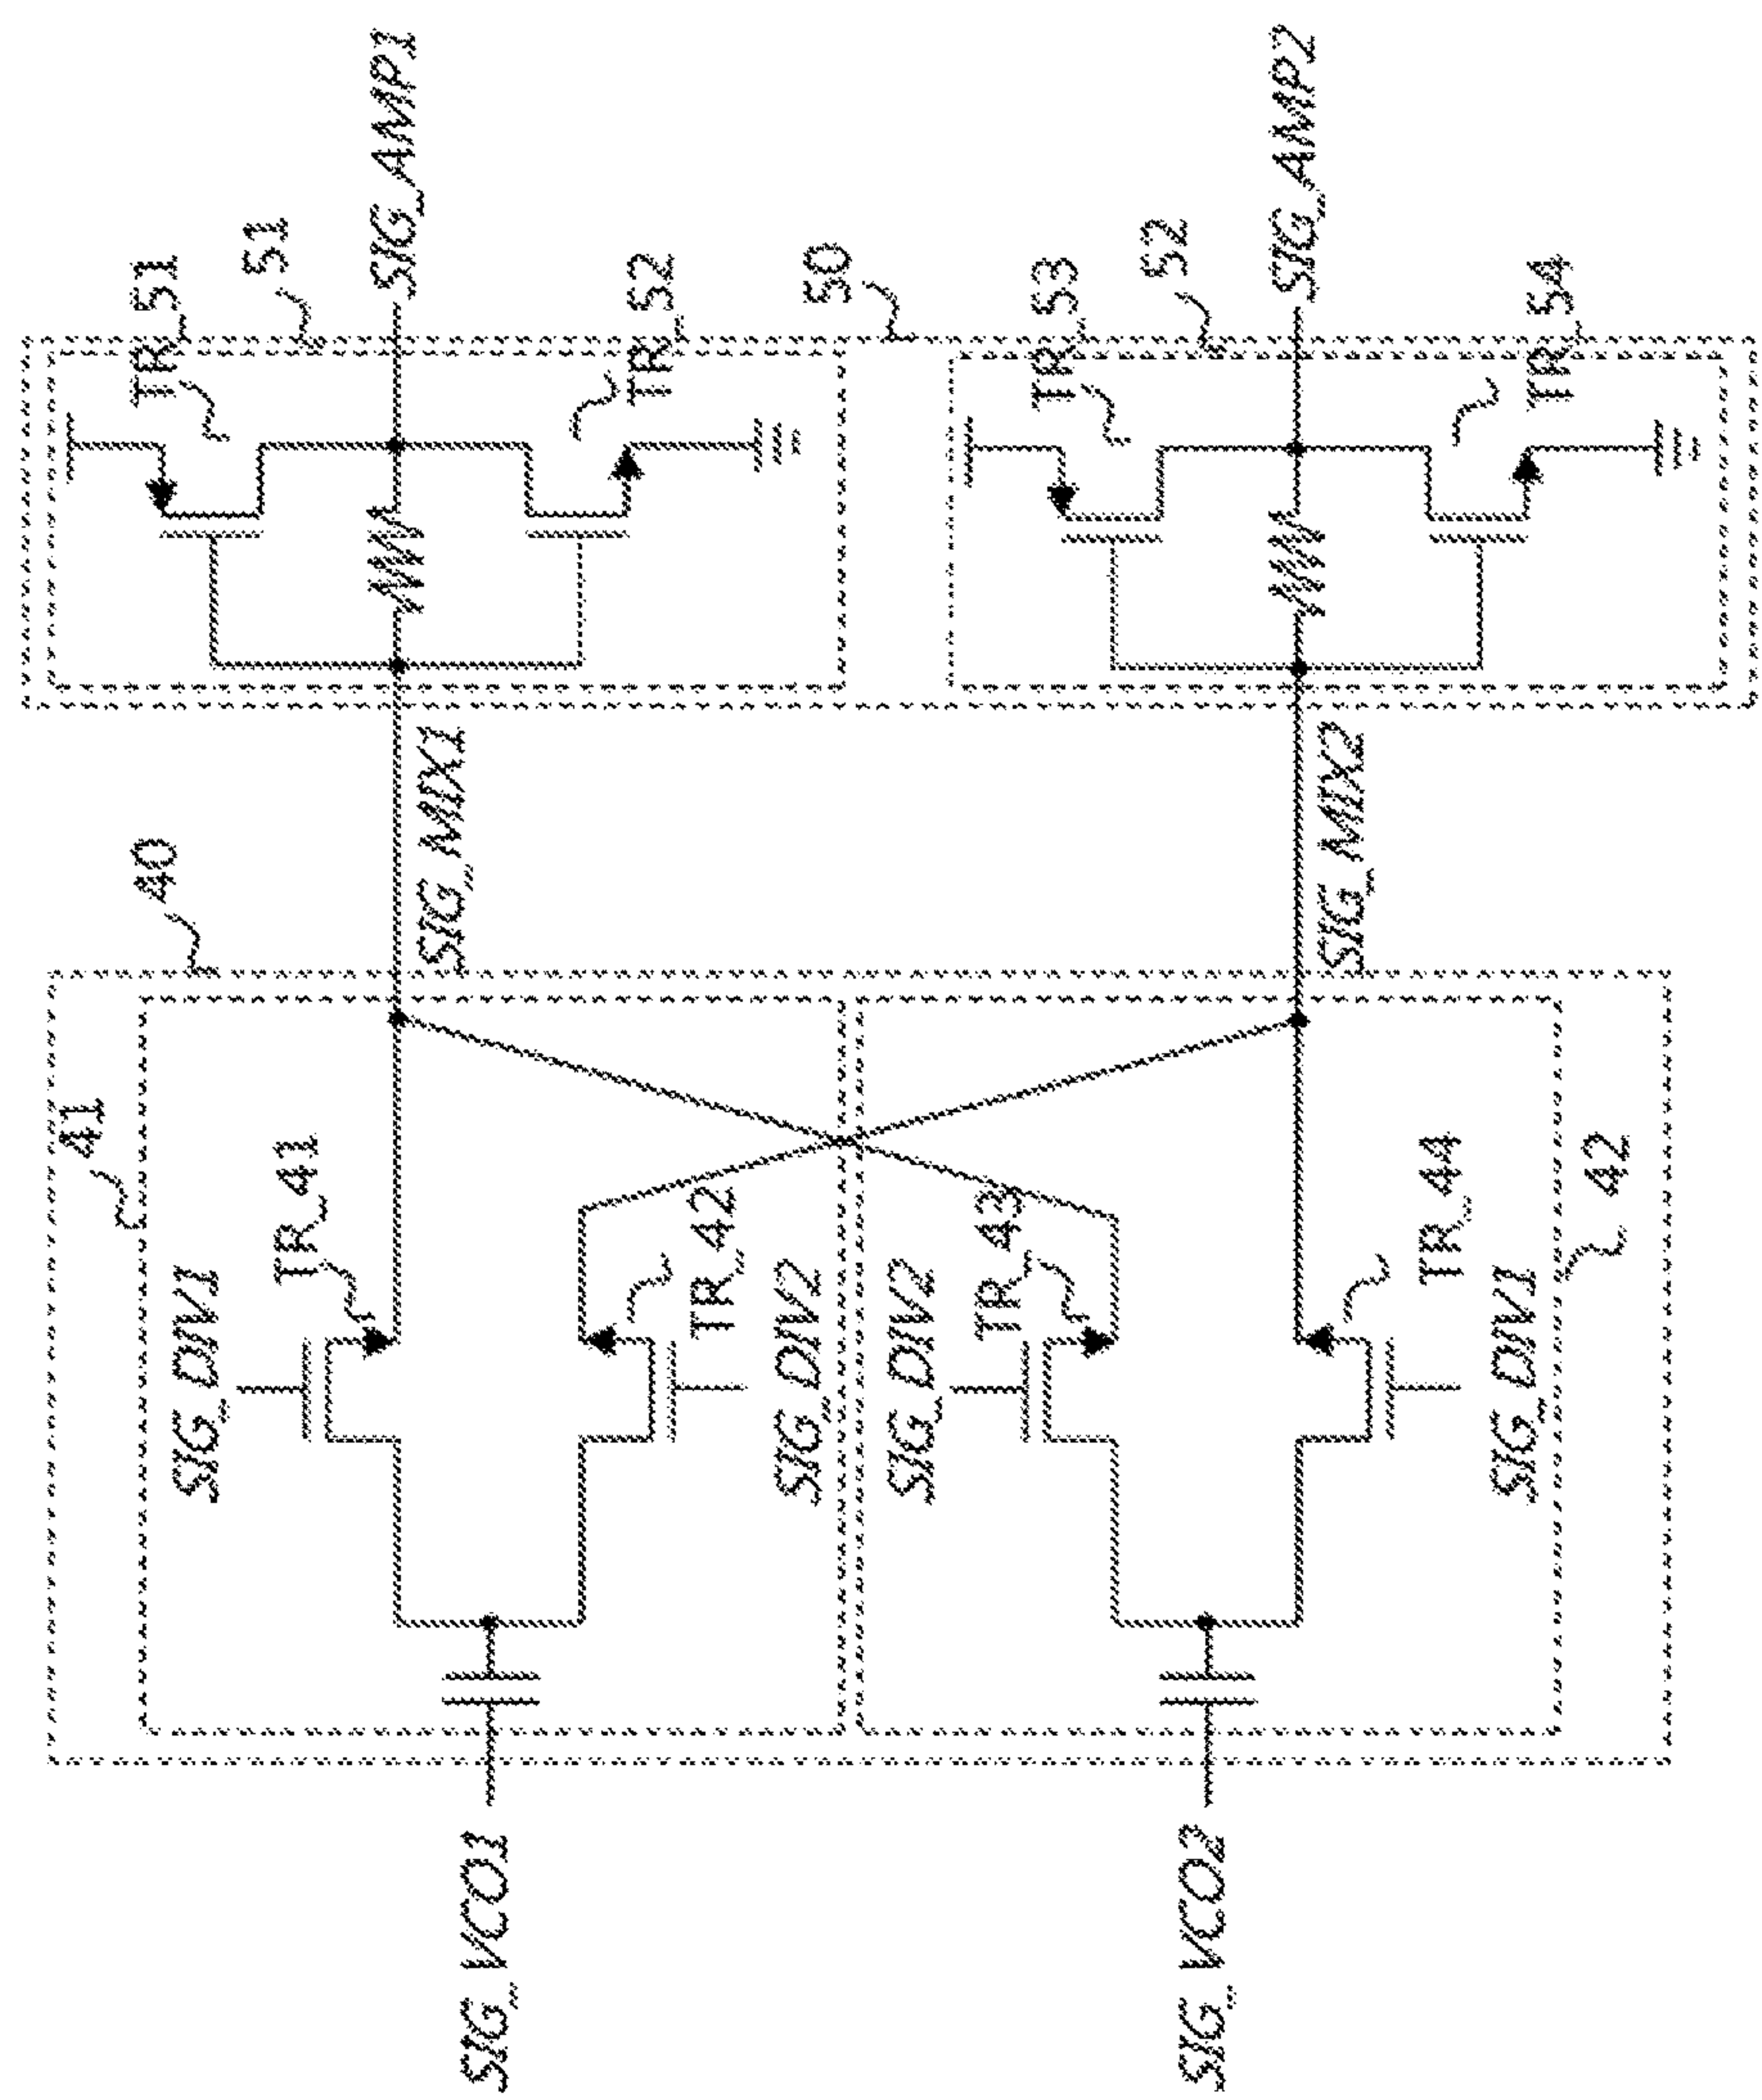 40
50
41
TR_51
51
SIG_DIV1
TR_41
SIG_AMP1
SIG_MIX1
SIG_VCO1
TR_52
TR_42
SIG_DIV2
SIG_DIV2
TR_43
TR_53
52
SIG_AMP2
SIG_MIX2
SIG_VCO2
TR_44
SIG_DIV1
TR_54
42